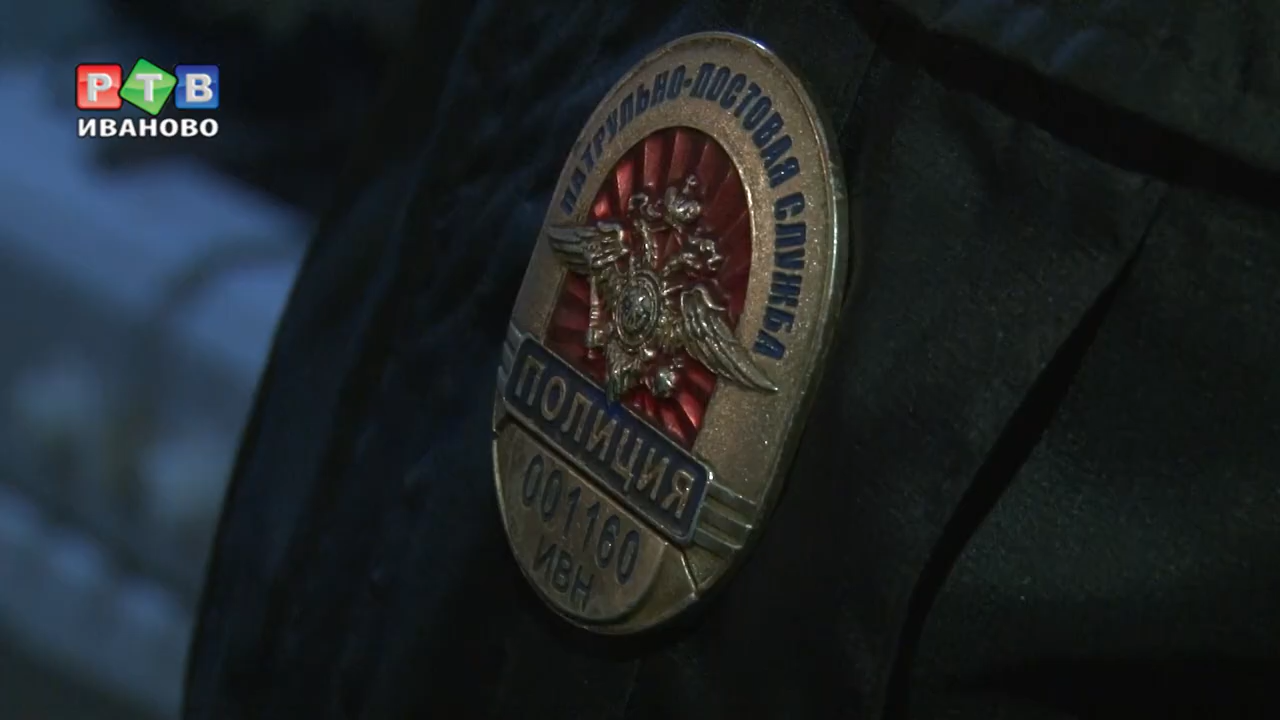 РТВ
ИВАНОВО
ПАТРУЛЬНО-ПОСТОВАЯ СЛУЖБА
ПОЛИЦИЯ
001160
ИВН